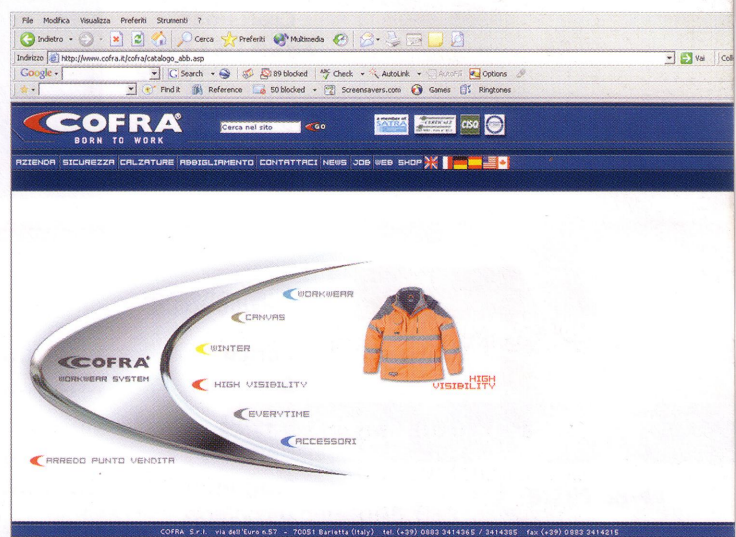 File Modifica Visualizza Preferiti Strumenti ?
Indietro Cerca Preferiti Multimedia
Indirizzo http://www.cofra.it/cofra/catalogo_abb.asp Vai Coll
Google Search 89 blocked Check AutoLink AutoFill Options
Find it Reference 50 blocked Screensavers.com Games Ringtones
COFRA
BORN TO WORK
Cerca nel sito GO
a member of
SATRA
CISQ
AZIENDA SICUREZZA CALZATURE ABBIGLIAMENTO CONTATTACI NEWS JOB WEB SHOP
WORKWEAR
CANVAS
WINTER
COFRA
WORKWEAR SYSTEM
HIGH VISIBILITY
HIGH
VISIBILITY
EVERYTIME
ACCESSORI
ARREDO PUNTO VENDITA
COFRA S.r.l. via dell'Euro n.57 - 70051 Barletta (Italy) tel. (+39) 0883 3414365 / 3414385 fax (+39) 0883 3414215